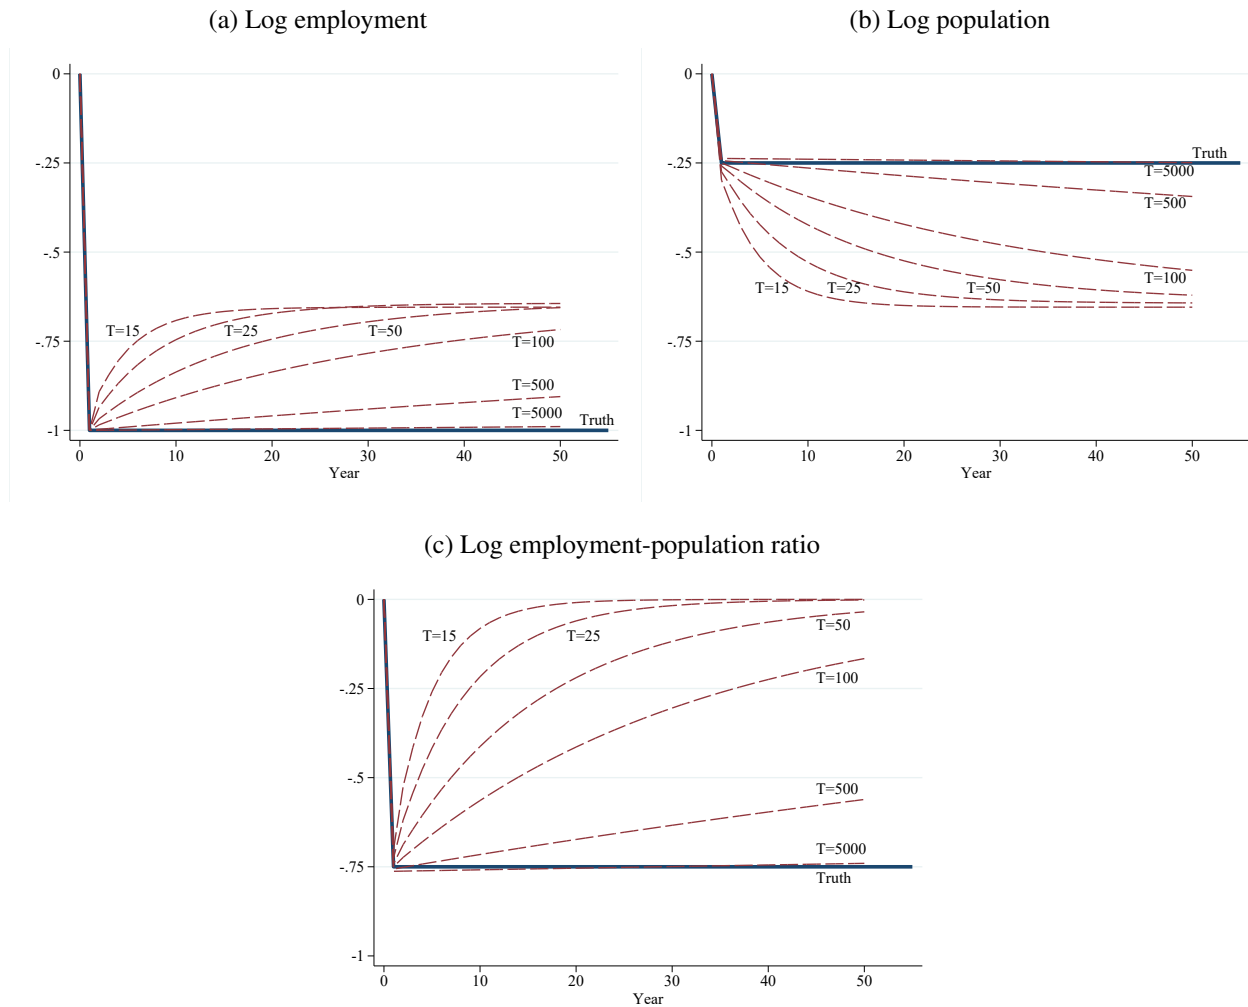 (a) Log employment
0
-.25
-.5
-.75
-1
T=15
T=25
T=50
T=100
T=500
T=5000
Truth
0 10 20 30 40 50
Year
(b) Log population
0
-.25
-.5
-.75
-1
Truth
T=5000
T=500
T=100
T=15
T=25
T=50
0 10 20 30 40 50
Year
(c) Log employment-population ratio
0
-.25
-.5
-.75
-1
T=15
T=25
T=50
T=100
T=500
T=5000
Truth
0 10 20 30 40 50
Year